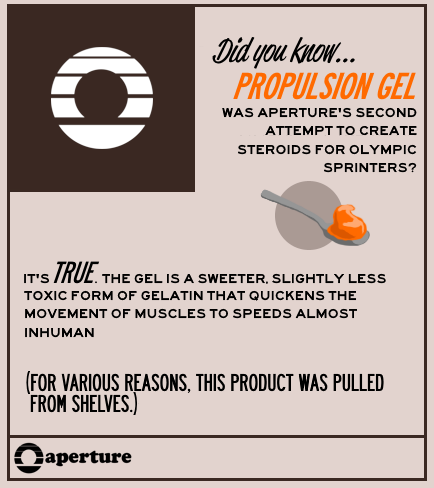 Did you know...
PROPULSION GEL
WAS APERTURE'S SECOND
ATTEMPT TO CREATE
STEROIDS FOR OLYMPIC
SPRINTERS?
IT'S TRUE. THE GEL IS A SWEETER, SLIGHTLY LESS
TOXIC FORM OF GELATIN THAT QUICKENS THE
MOVEMENT OF MUSCLES TO SPEEDS ALMOST
INHUMAN
(FOR VARIOUS REASONS, THIS PRODUCT WAS PULLED
FROM SHELVES.)
aperture